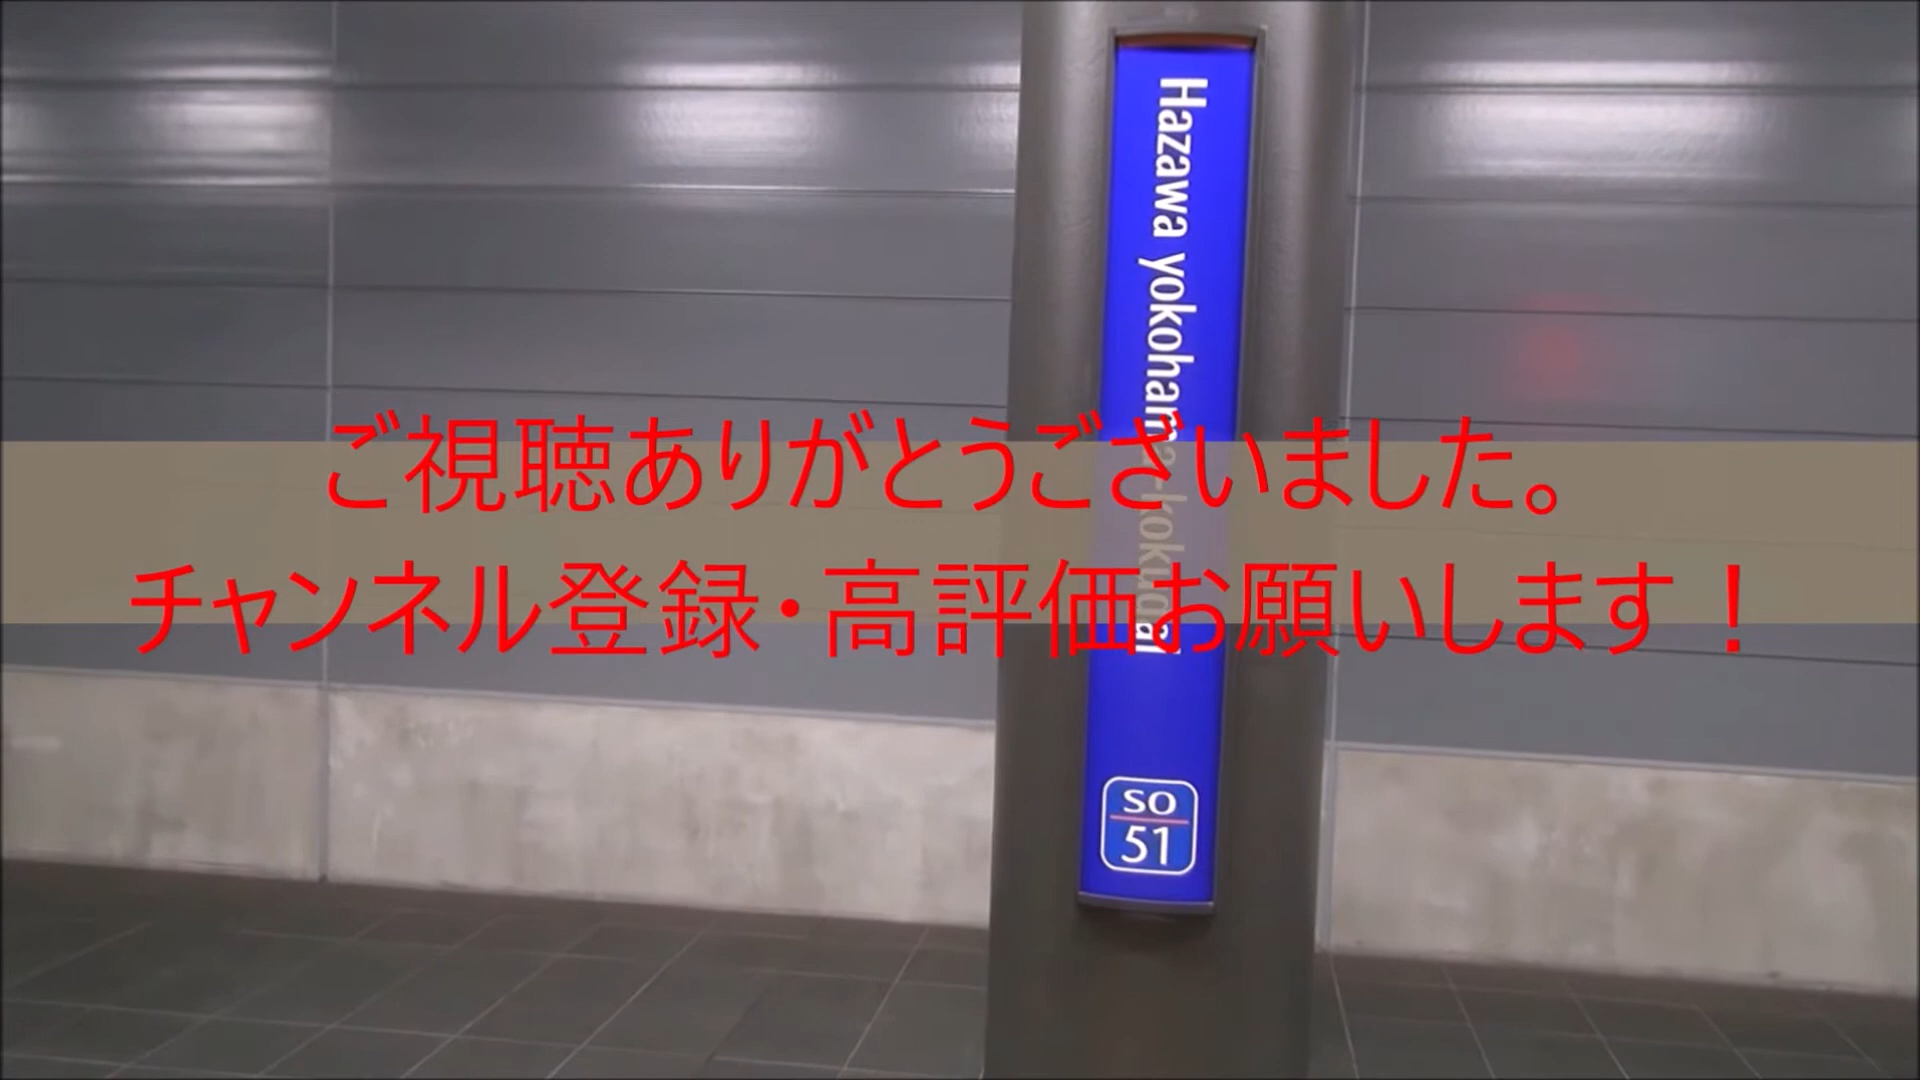 Hazawa yokohama-kokudai
ご視聴ありがとうございました。
チャンネル登録・高評価お願いします！
SO
51